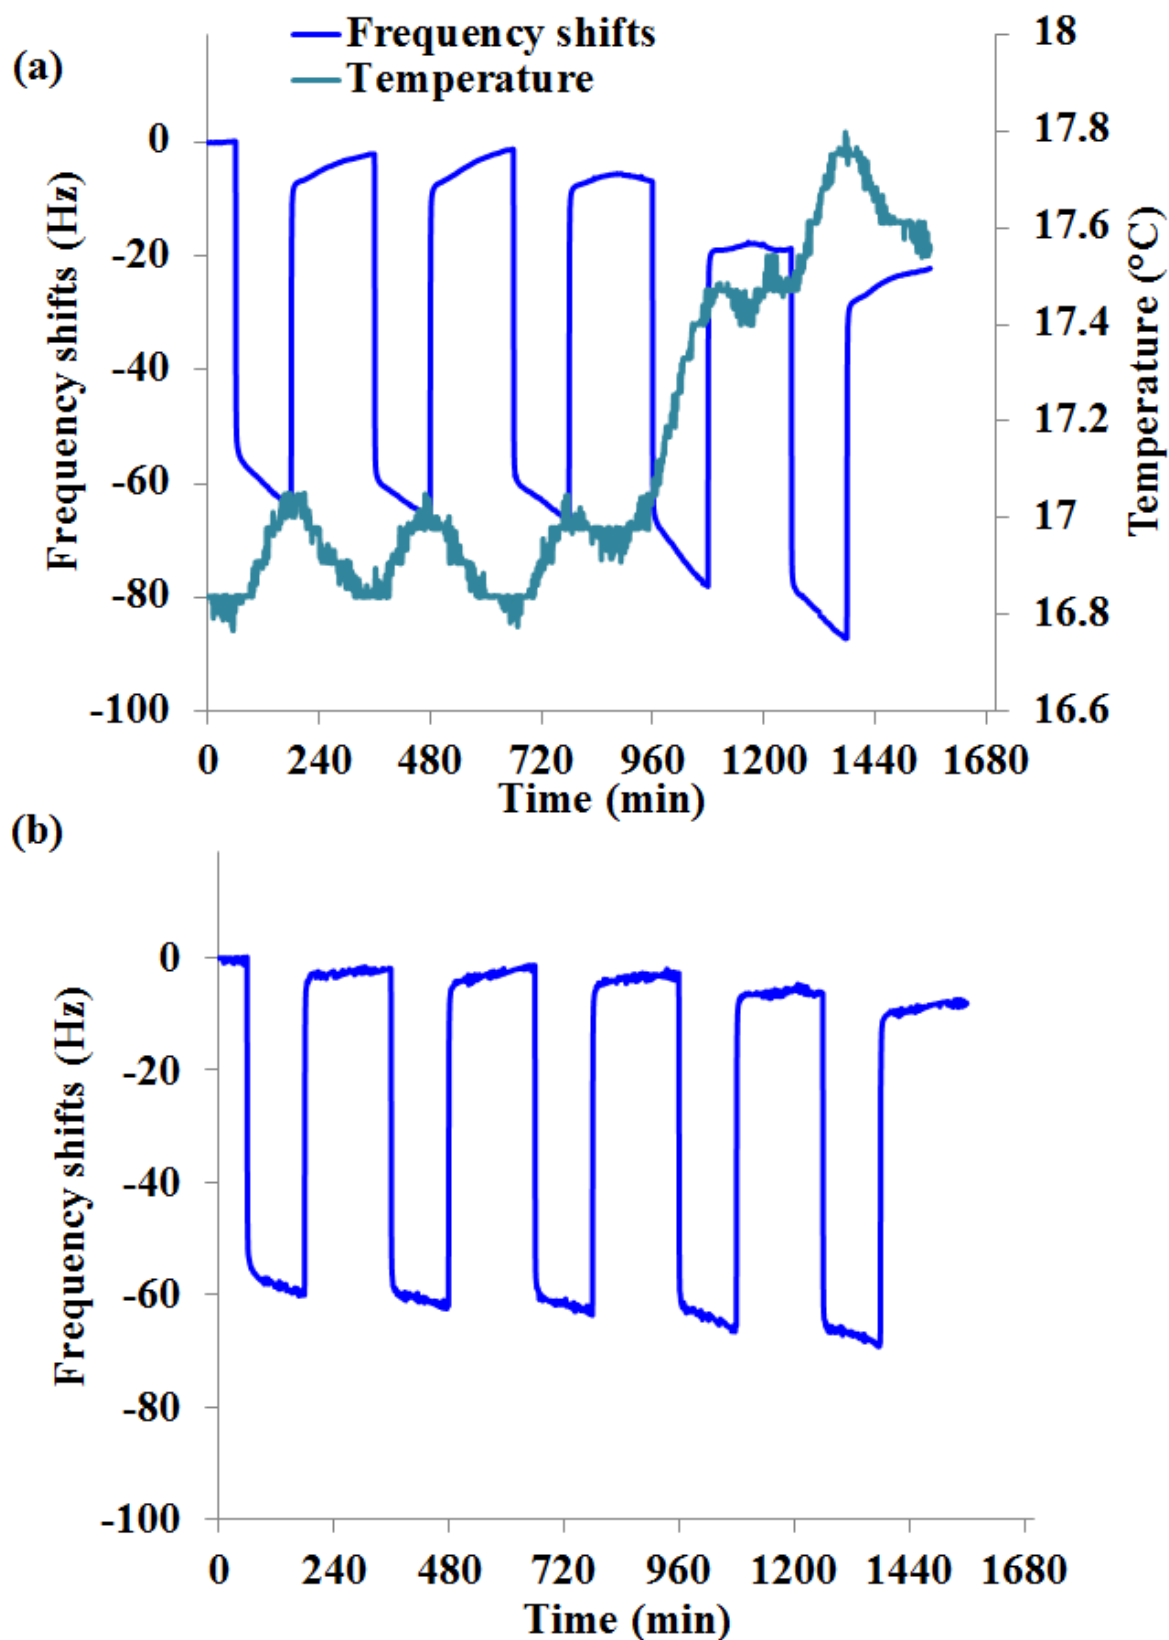 (a)
Frequency shifts
Temperature
Frequency shifts (Hz)
0
-20
-40
-60
-80
-100
18
17.8
17.6
17.4
17.2
17
16.8
16.6
Temperature (°C)
0 240 480 720 960 1200 1440 1680
Time (min)
(b)
Frequency shifts (Hz)
0
-20
-40
-60
-80
-100
0 240 480 720 960 1200 1440 1680
Time (min)